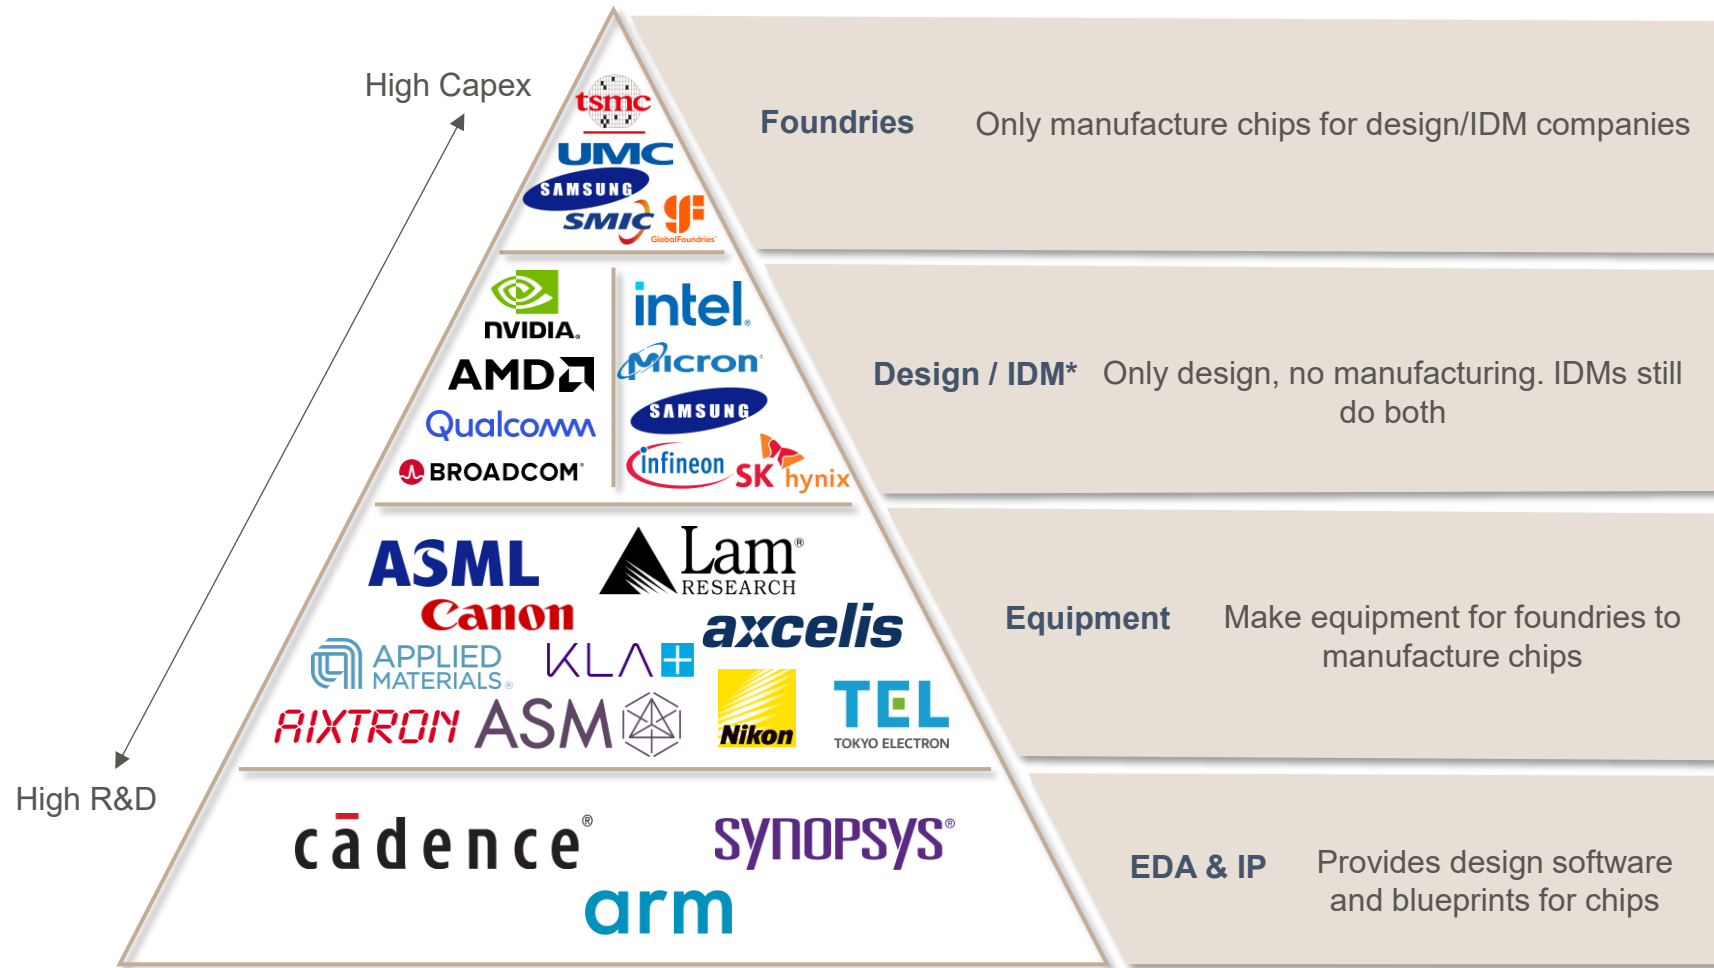 High Capex
High R&D
tsmc
UMC
SAMSUNG
SMIC
GlobalFoundries™
Foundries
Only manufacture chips for design/IDM companies
NVIDIA®
AMD
Qualcomm
BROADCOM®
intel®
Micron®
SAMSUNG
infineon
SK hynix
Design / IDM*
Only design, no manufacturing. IDMs still
do both
ASML
Lam®
RESEARCH
Canon
axcelis
APPLIED
MATERIALS®
KLA+
AIXTRON
ASM
Nikon
TEL
TOKYO ELECTRON
Equipment
Make equipment for foundries to
manufacture chips
cādence®
SYNOPSYS®
arm
EDA & IP
Provides design software
and blueprints for chips